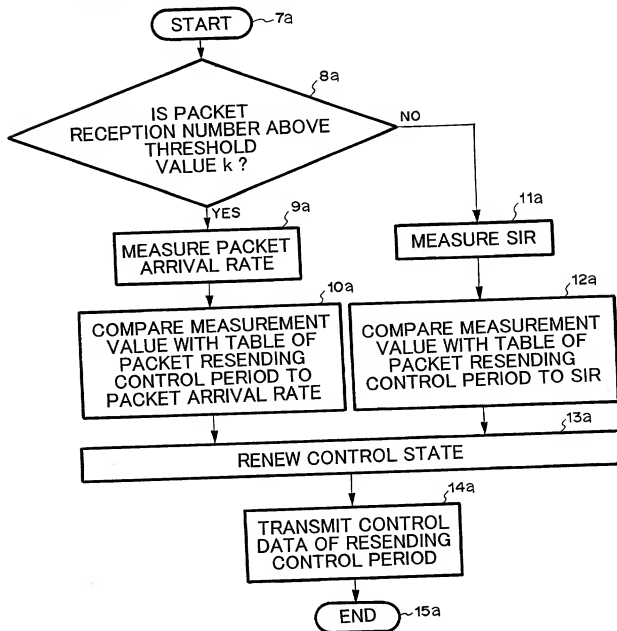 START
7a
8a
IS PACKET
RECEPTION NUMBER ABOVE
THRESHOLD
VALUE k ?
NO
YES
9a
MEASURE PACKET
ARRIVAL RATE
11a
MEASURE SIR
10a
COMPARE MEASUREMENT
VALUE WITH TABLE OF
PACKET RESENDING
CONTROL PERIOD TO
PACKET ARRIVAL RATE
12a
COMPARE MEASUREMENT
VALUE WITH TABLE OF
PACKET RESENDING
CONTROL PERIOD TO SIR
13a
RENEW CONTROL STATE
14a
TRANSMIT CONTROL
DATA OF RESENDING
CONTROL PERIOD
END
15a